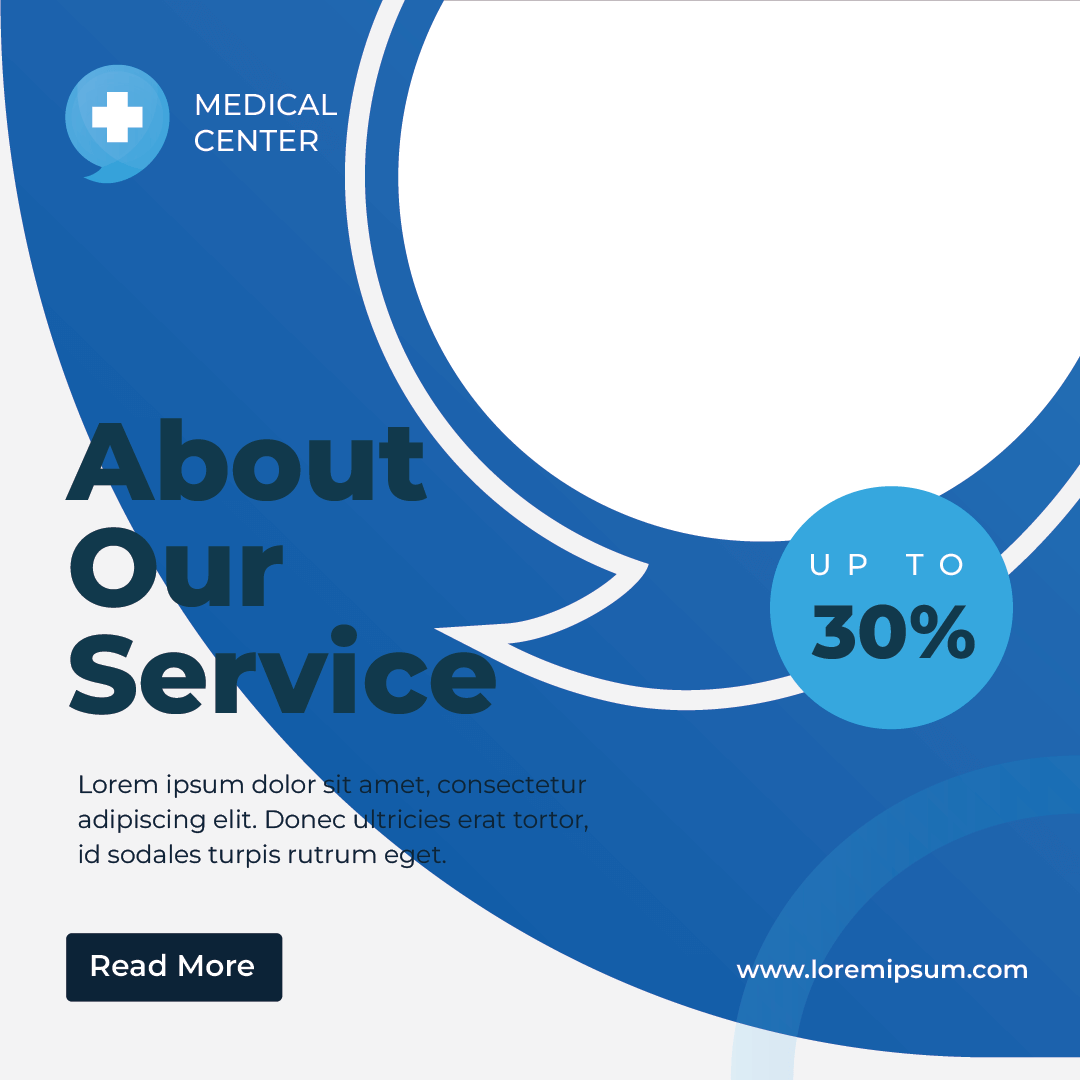 MEDICAL
CENTER
About
Our
Service
UP TO
30%
Lorem ipsum dolor sit amet, consectetur
adipiscing elit. Donec ultricies erat tortor,
id sodales turpis rutrum eget.
Read More
www.loremipsum.com